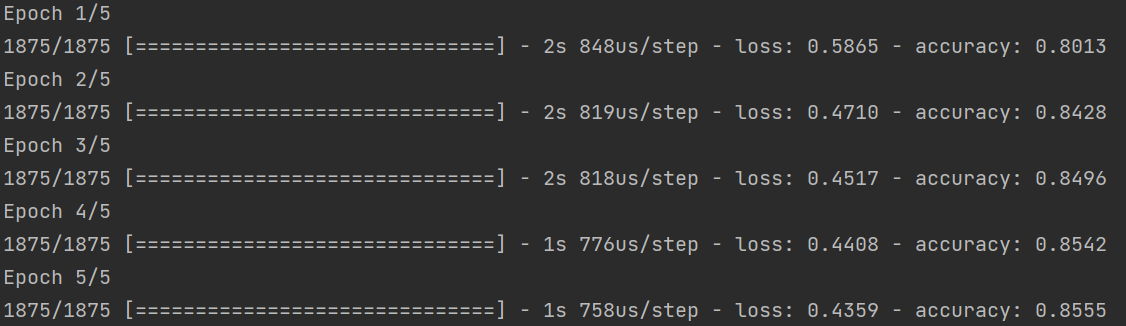 Epoch 1/5
1875/1875 [==============================] - 2s 848us/step - loss: 0.5865 - accuracy: 0.8013
Epoch 2/5
1875/1875 [==============================] - 2s 819us/step - loss: 0.4710 - accuracy: 0.8428
Epoch 3/5
1875/1875 [==============================] - 2s 818us/step - loss: 0.4517 - accuracy: 0.8496
Epoch 4/5
1875/1875 [==============================] - 1s 776us/step - loss: 0.4408 - accuracy: 0.8542
Epoch 5/5
1875/1875 [==============================] - 1s 758us/step - loss: 0.4359 - accuracy: 0.8555